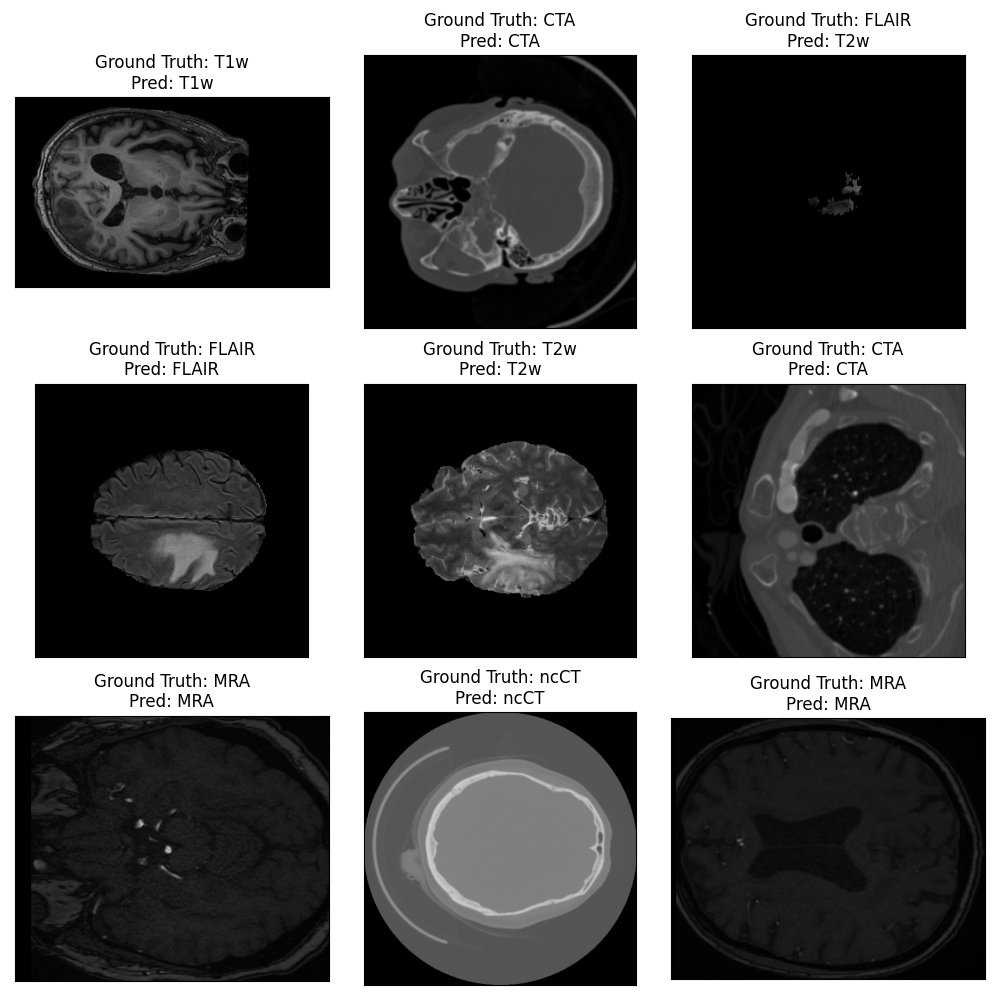 Ground Truth: T1w
Pred: T1w
Ground Truth: CTA
Pred: CTA
Ground Truth: FLAIR
Pred: T2w
Ground Truth: FLAIR
Pred: FLAIR
Ground Truth: T2w
Pred: T2w
Ground Truth: CTA
Pred: CTA
Ground Truth: MRA
Pred: MRA
Ground Truth: ncCT
Pred: ncCT
Ground Truth: MRA
Pred: MRA